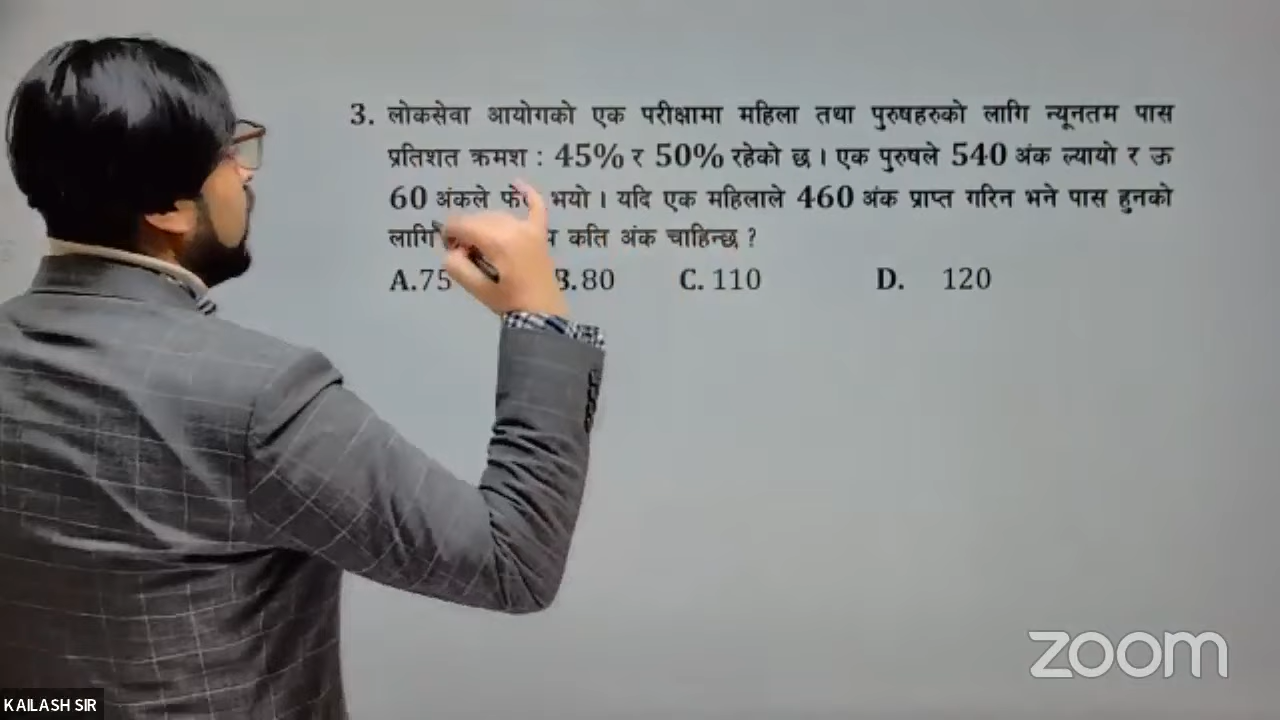 3. लोकसेवा आयोगको एक परीक्षामा महिला तथा पुरुषहरुको लागि न्यूनतम पास
प्रतिशत क्रमश : 45% र 50% रहेको छ । एक पुरुषले 540 अंक ल्यायो र ऊ
60 अंकले भयो । यदि एक महिलाले 460 अंक प्राप्त गरिन भने पास हुनको
लागि कति अंक चाहिन्छ ?
A.75 B.80 C. 110 D. 120
zoom
KAILASH SIR